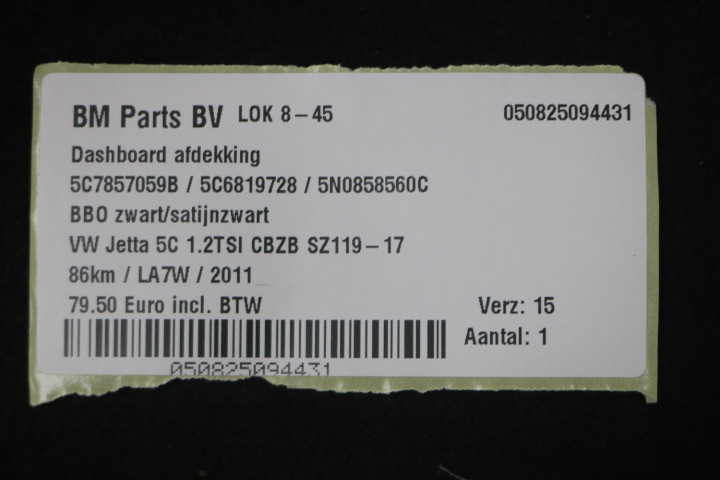 BM Parts BV LOK 8-45 050825094431
Dashboard afdekking
5C7857059B / 5C6819728 / 5N0858560C
BBO zwart/satijnzwart
VW Jetta 5C 1.2TSI CBZB SZ119-17
86km / LA7W / 2011
79.50 Euro incl. BTW Verz: 15
Aantal: 1
050825094431